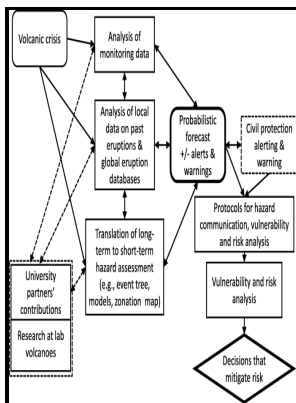 Volcanic crisis
Analysis of
monitoring data
Analysis of local
data on past
eruptions &
global eruption
databases
Probabilistic
forecast
+/- alerts &
warnings
Civil protection
alerting &
warning
Translation of long-
term to short-term
hazard assessment
(e.g., event tree,
models, zonation map)
Protocols for hazard
communication, vulnerability
and risk analysis
University
partners'
contributions
Research at lab
volcanoes
Vulnerability and risk
analysis
Decisions that
mitigate risk